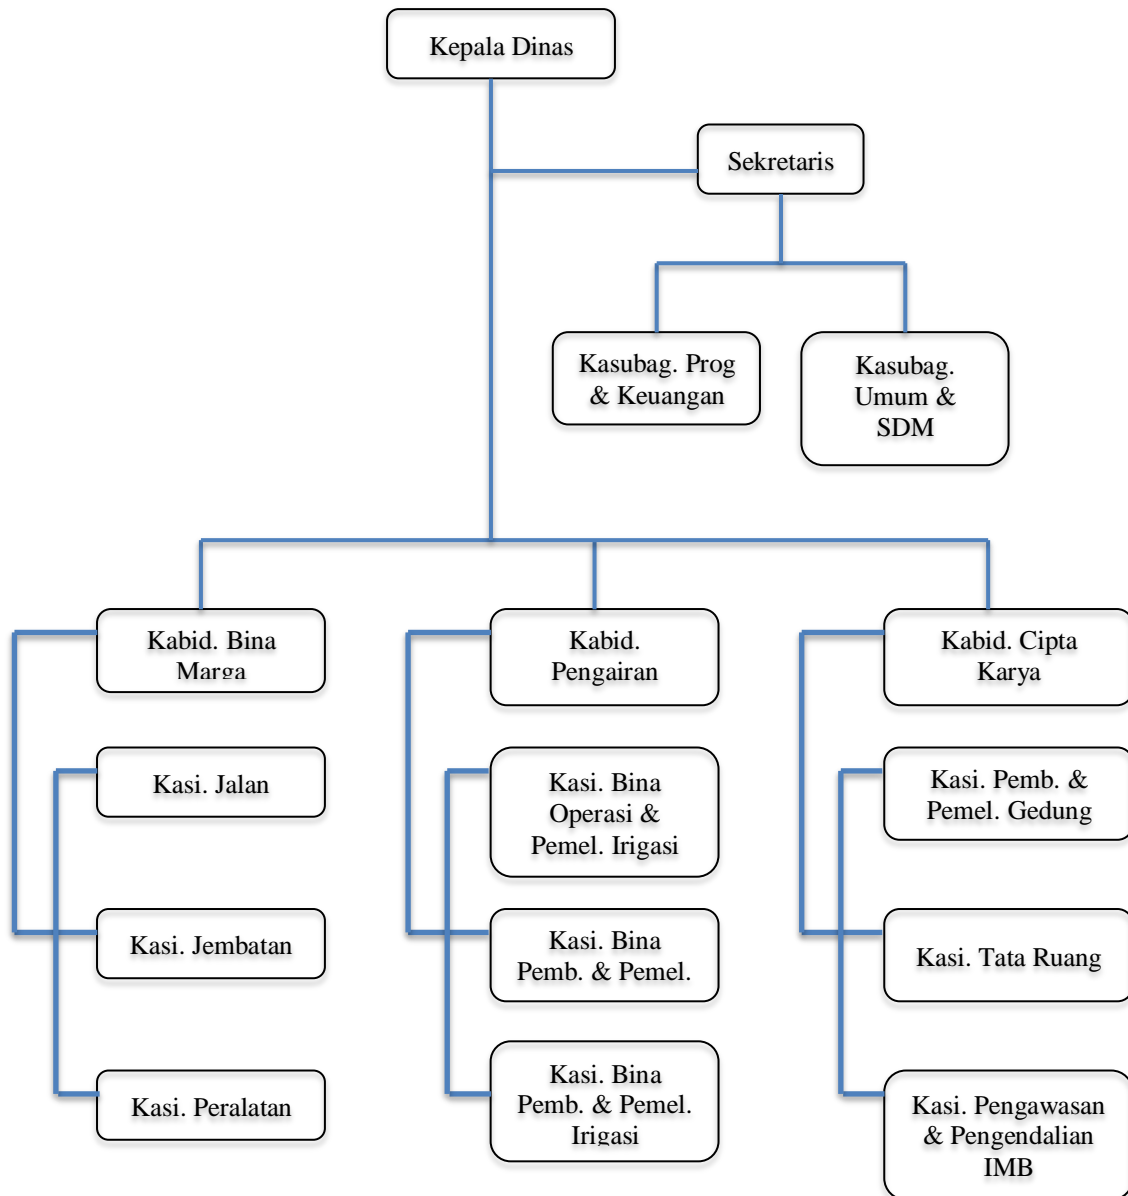 Kepala Dinas
Sekretaris
Kasubag. Prog
& Keuangan
Kasubag.
Umum &
SDM
Kabid. Bina
Marga
Kasi. Jalan
Kasi. Jembatan
Kasi. Peralatan
Kabid.
Pengairan
Kasi. Bina
Operasi &
Pemel. Irigasi
Kasi. Bina
Pemb. & Pemel.
Kasi. Bina
Pemb. & Pemel.
Irigasi
Kabid. Cipta
Karya
Kasi. Pemb. &
Pemel. Gedung
Kasi. Tata Ruang
Kasi. Pengawasan
& Pengendalian
IMB